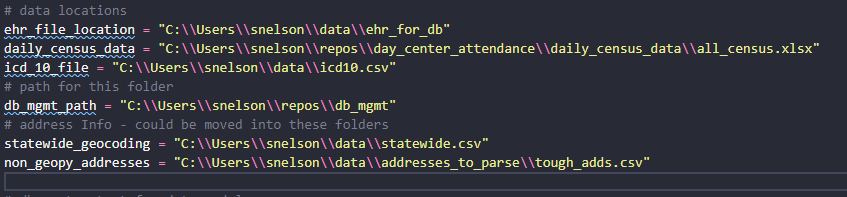 # data locations
ehr_file_location = "C:\\Users\\snelson\\data\\ehr_for_db"
daily_census_data = "C:\\Users\\snelson\\repos\\day_center_attendance\\daily_census_data\\all_census.xlsx"
icd_10_file = "C:\\Users\\snelson\\data\\icd10.csv"
# path for this folder
db_mgmt_path = "C:\\Users\\snelson\\repos\\db_mgmt"
# address Info - could be moved into these folders
statewide_geocoding = "C:\\Users\\snelson\\data\\statewide.csv"
non_geopy_addresses = "C:\\Users\\snelson\\data\\addresses_to_parse\\tough_adds.csv"